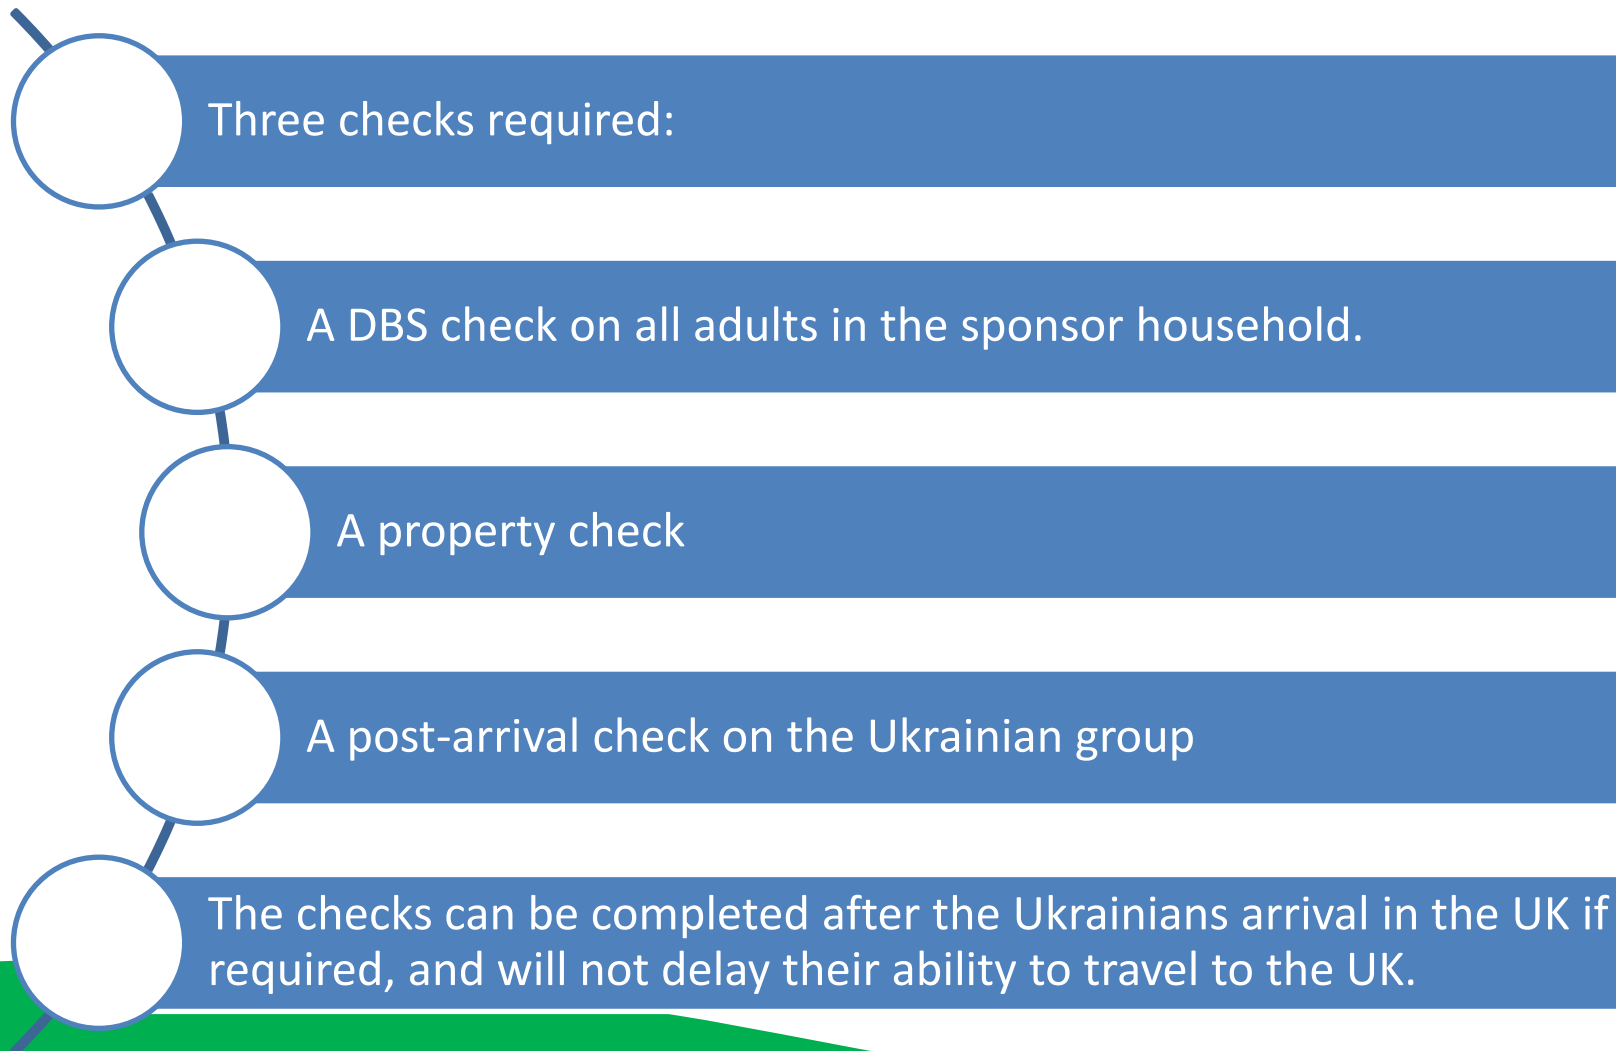 Three checks required:
A DBS check on all adults in the sponsor household.
A property check
A post-arrival check on the Ukrainian group
The checks can be completed after the Ukrainians arrival in the UK if
required, and will not delay their ability to travel to the UK.